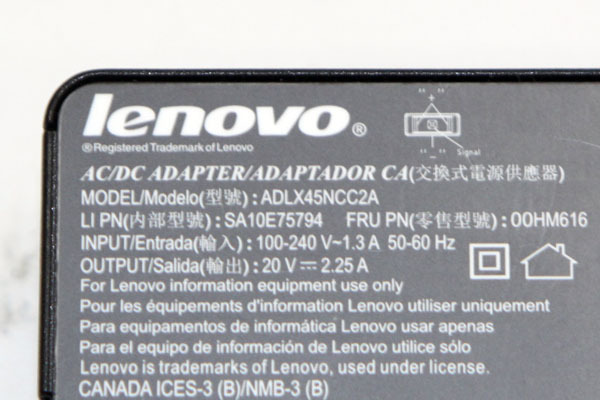 lenovo®
"+"
"-"
Signal
®Registered Trademark of Lenovo
AC/DC ADAPTER/ADAPTADOR CA(交換式電源供應器)
MODEL/Modelo(型號) : ADLX45NCC2A
LI PN(内部型號) : SA10E75794 FRU PN(零售型號) : 00HM616
INPUT/Entrada(輸入) : 100-240 V~1.3 A 50-60 Hz
OUTPUT/Salida(輸出) : 20 V⎓2.25 A
For Lenovo information equipment use only
Pour les équipements d'information Lenovo utiliser uniquement
Para equipamentos de informática Lenovo usar apenas
Para el equipo de información de Lenovo utilice sólo
Lenovo is trademarks of Lenovo, used under license.
CANADA ICES-3 (B)/NMB-3 (B)